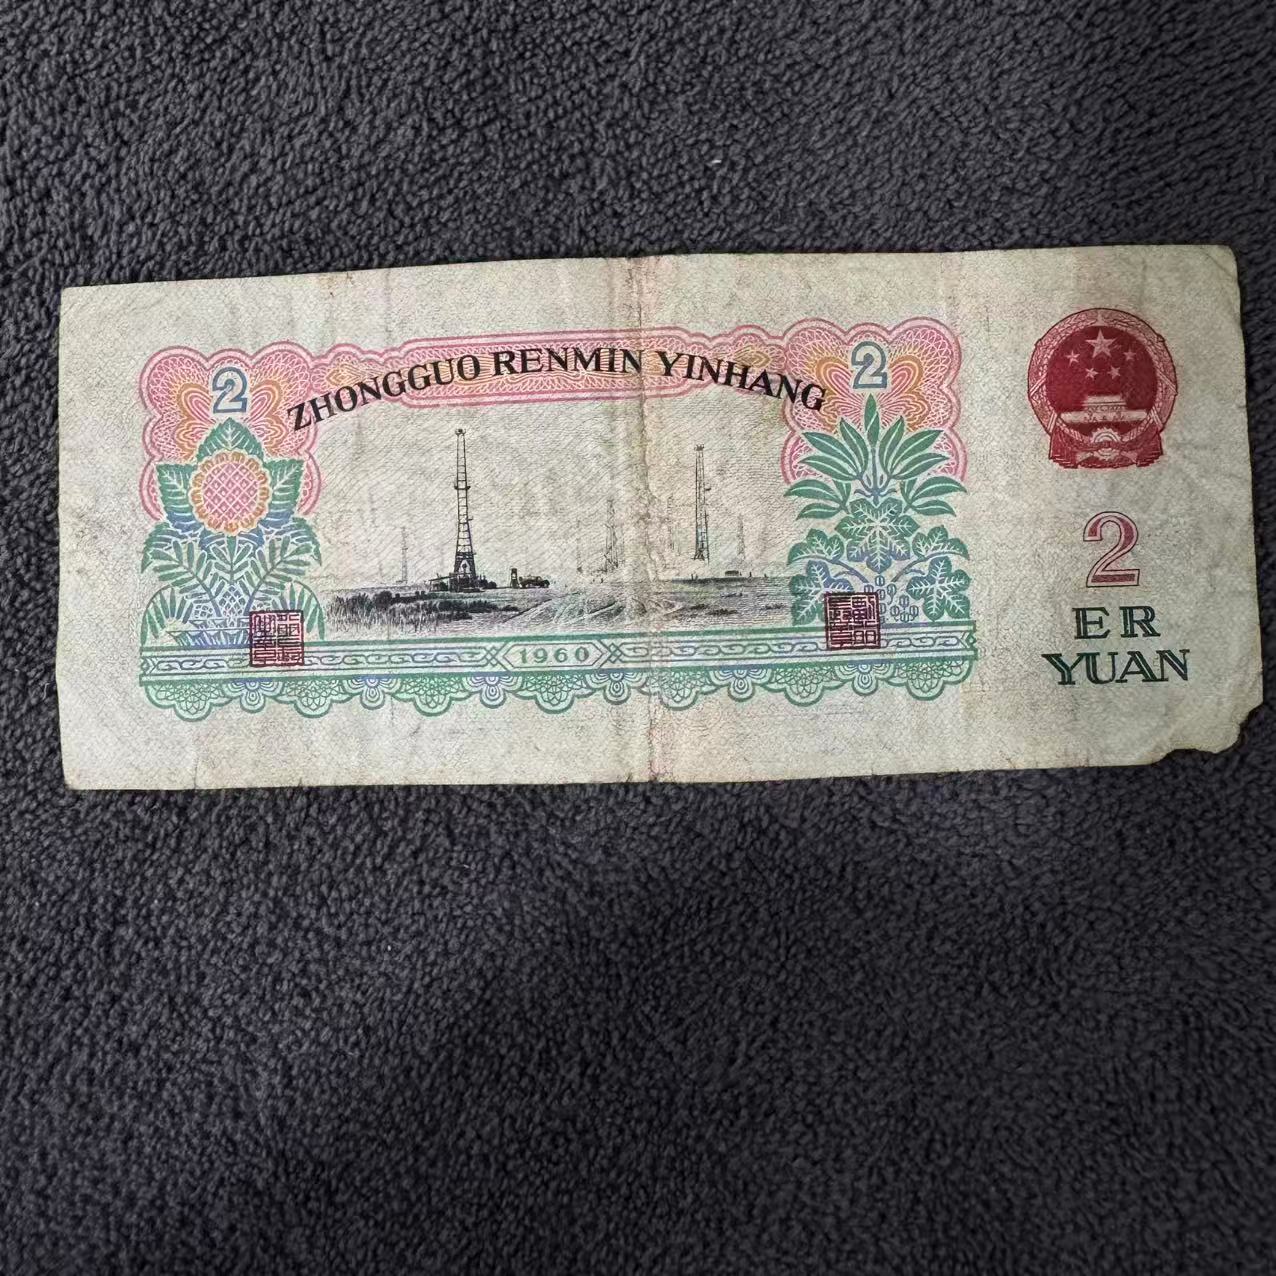 2
ZHONGGUO RENMIN YINHANG
2
1960
2
ER
YUAN